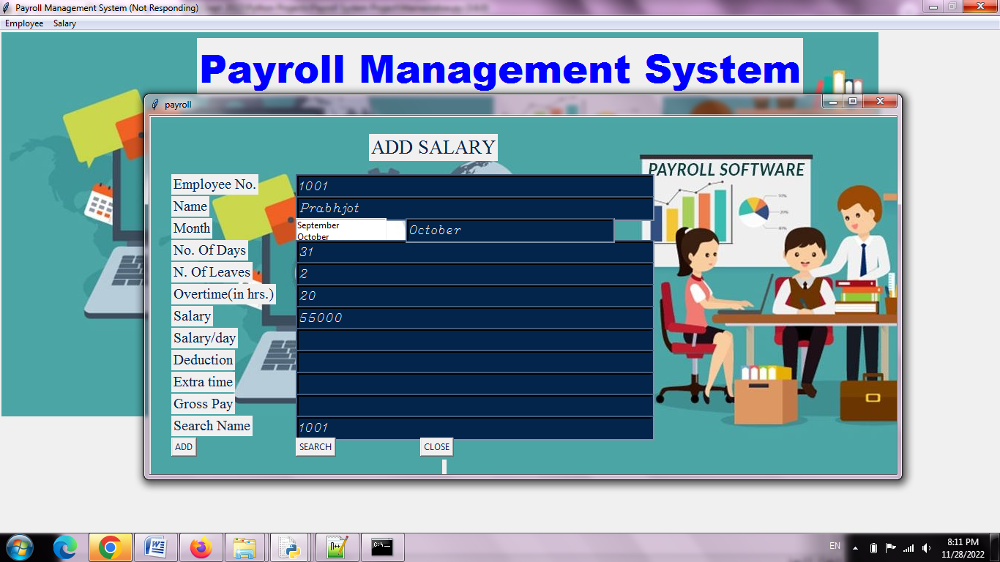 Payroll Management System (Not Responding)
Employee Salary
Payroll Management System
payroll
ADD SALARY
PAYROLL SOFTWARE
Employee No. 1001
Name Prabhjot
Month September
October
October
No. Of Days 31
N. Of Leaves 2
Overtime(in hrs.) 20
Salary 55000
Salary/day
Deduction
Extra time
Gross Pay
Search Name 1001
ADD SEARCH CLOSE
EN 8:11 PM
11/28/2022